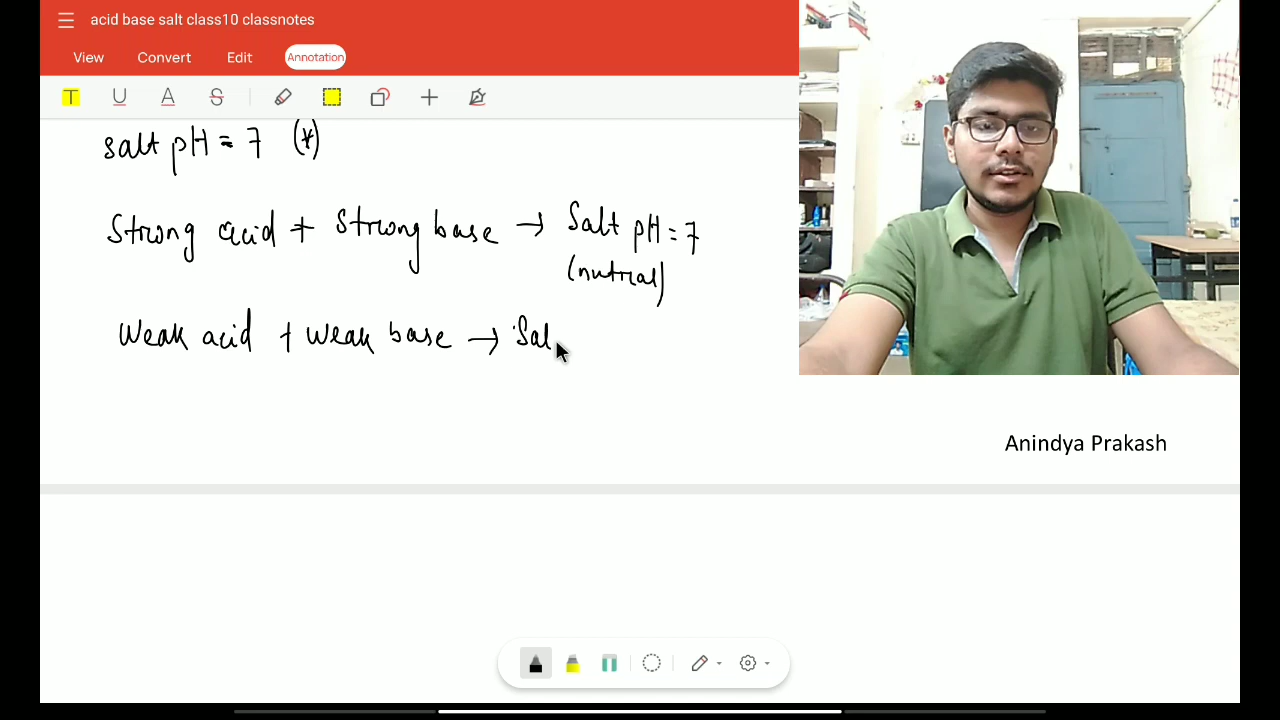 acid base salt class10 classnotes
View Convert Edit Annotation
T U A S
salt pH = 7 (*)
Strong acid + Strong base → Salt pH = 7
(nutrial)
Weak acid + Weak base → Sal
Anindya Prakash